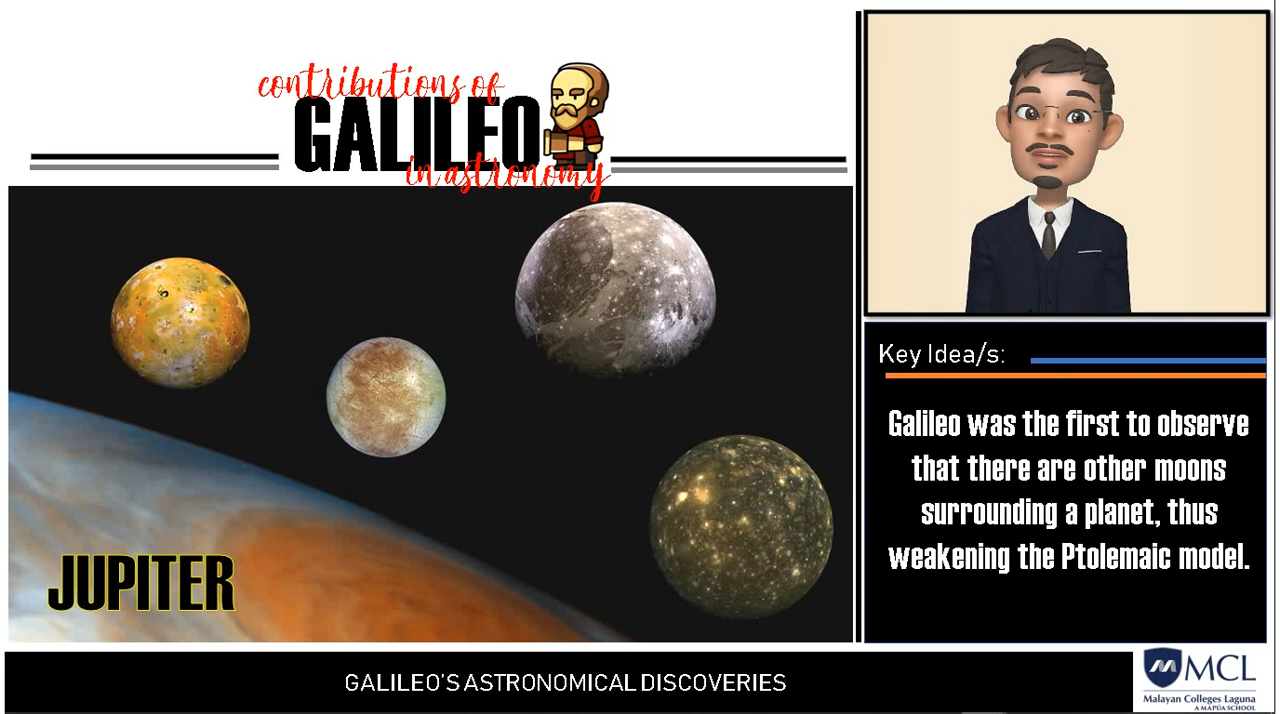 contributions of
GALILEO
in astronomy
JUPITER
Key Idea/s:
Galileo was the first to observe
that there are other moons
surrounding a planet, thus
weakening the Ptolemaic model.
GALILEO'S ASTRONOMICAL DISCOVERIES
MCL
Malayan Colleges Laguna
A MAPÚA SCHOOL